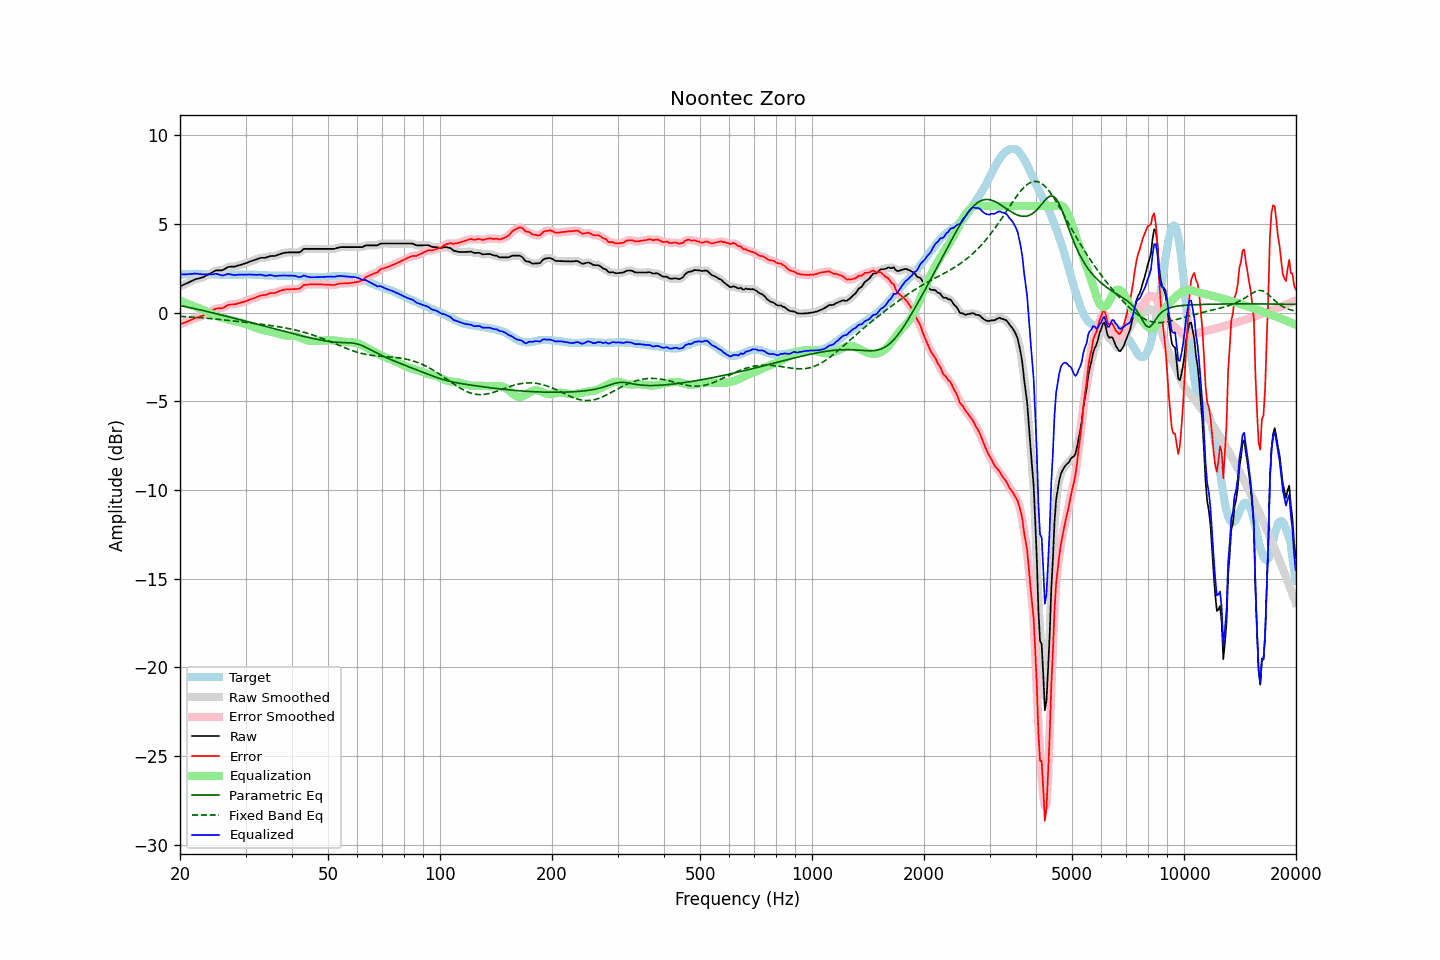 Noontec Zoro
10
5
0
−5
−10
−15
−20
−25
−30
Amplitude (dBr)
Target
Raw Smoothed
Error Smoothed
Raw
Error
Equalization
Parametric Eq
Fixed Band Eq
Equalized
20 50 100 200 500 1000 2000 5000 10000 20000
Frequency (Hz)